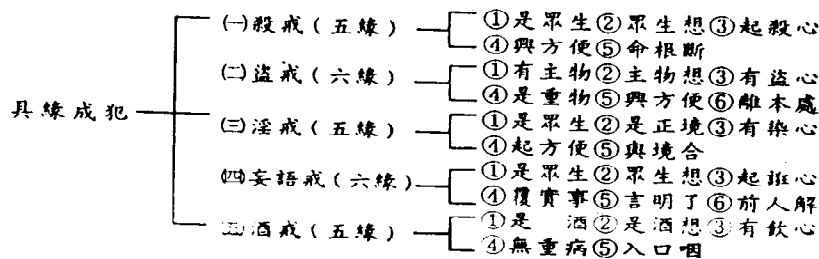 具緣成犯
㈠殺戒（五緣）
①是眾生②眾生想③起殺心
④興方便⑤命根斷
㈡盜戒（六緣）
①有主物②主物想③有盜心
④是重物⑤興方便⑥離本處
㈢淫戒（五緣）
①是眾生②是正境③有染心
④起方便⑤與境合
㈣妄語戒（六緣）
①是眾生②眾生想③起誑心
④覆實事⑤言明了⑥前人解
㈤酒戒（五緣）
①是　酒②是酒想③有飲心
④無重病⑤入口咽